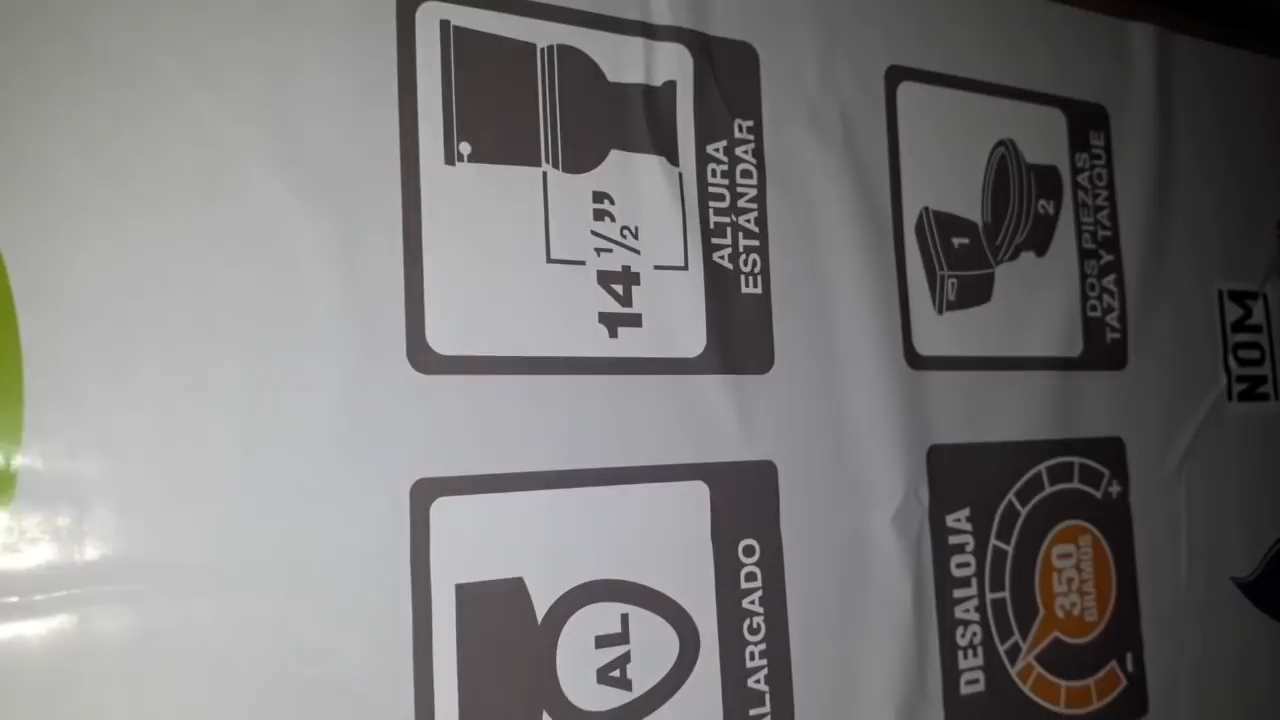 14 1/2”
ALTURA
ESTÁNDAR
AL
ALARGADO
1
2
DOS PIEZAS
TAZA Y TANQUE
DESALOJA
+
350
GRAMOS
-
NOM